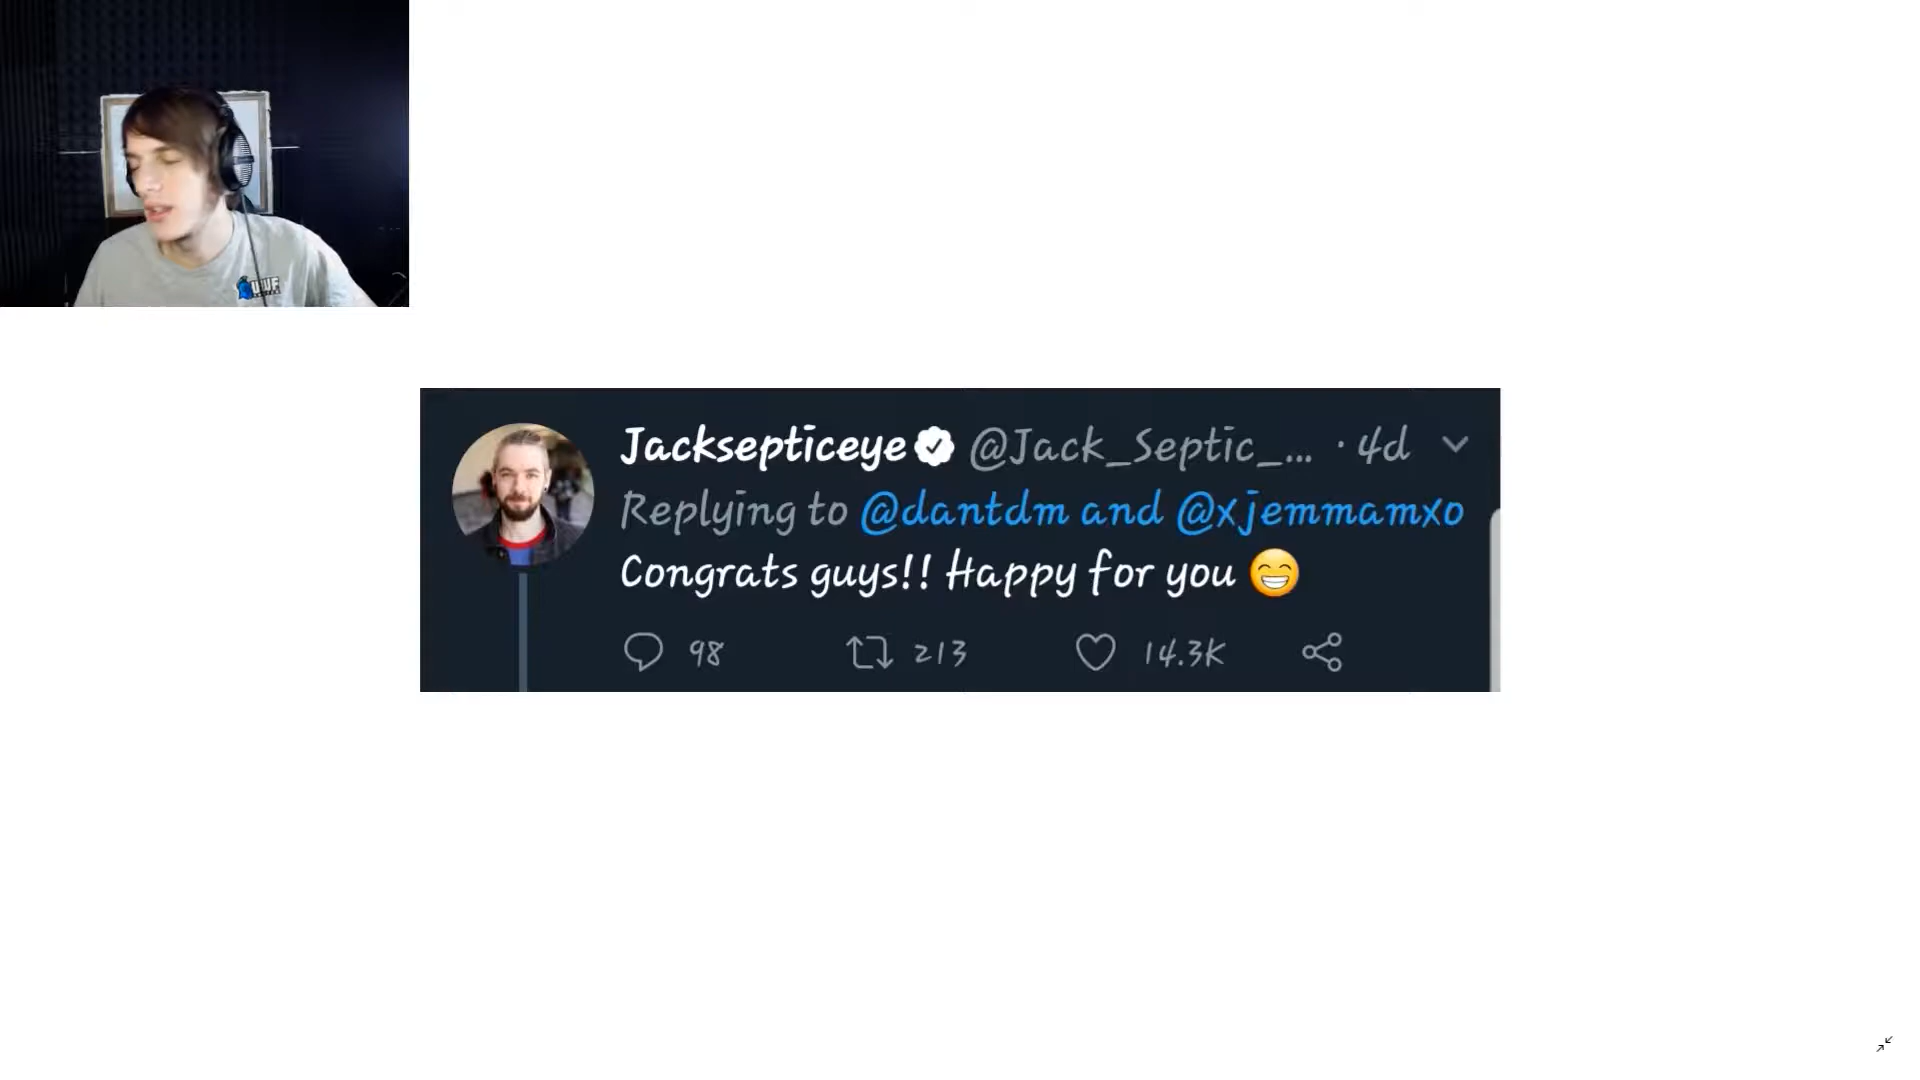 Jacksepticeye @Jack_Septic_... · 4d
Replying to @dantdm and @xjemmamxo
Congrats guys!! Happy for you 😁
98 213 14.3K